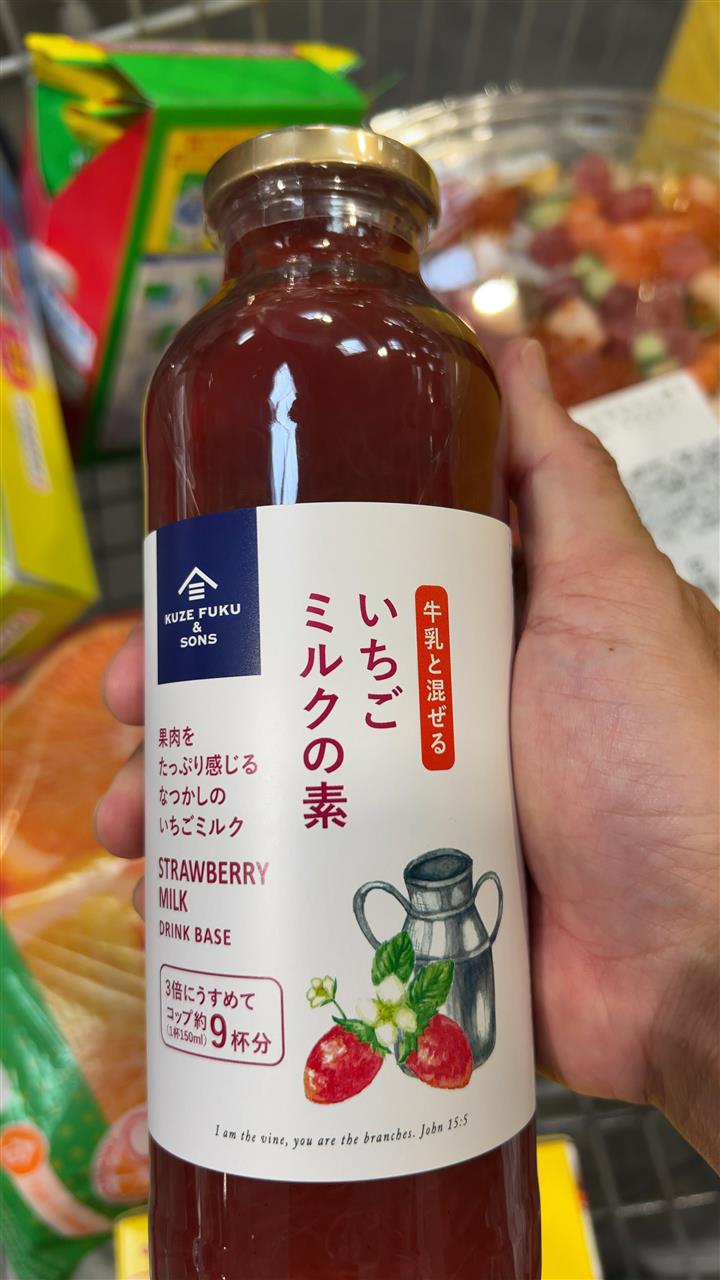 KUZE FUKU
&
SONS
牛乳と混ぜる
いちご
ミルクの素
果肉を
たっぷり感じる
なつかしの
いちごミルク
STRAWBERRY
MILK
DRINK BASE
3倍にうすめて
コップ約9杯分
(1杯150ml)
I am the vine, you are the branches. John 15:5